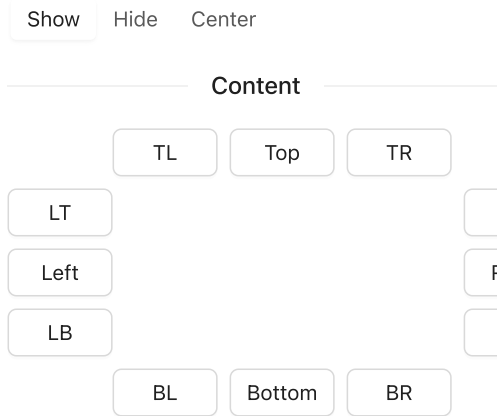 Show Hide Center
Content
TL Top TR
LT
Left
LB
BL Bottom BR